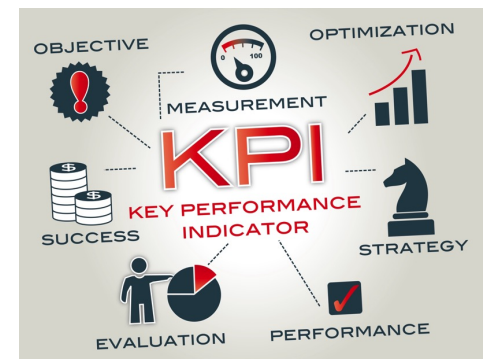 OBJECTIVE
OPTIMIZATION
0 100
MEASUREMENT
KPI
KEY PERFORMANCE
INDICATOR
$
$
SUCCESS
STRATEGY
EVALUATION
PERFORMANCE